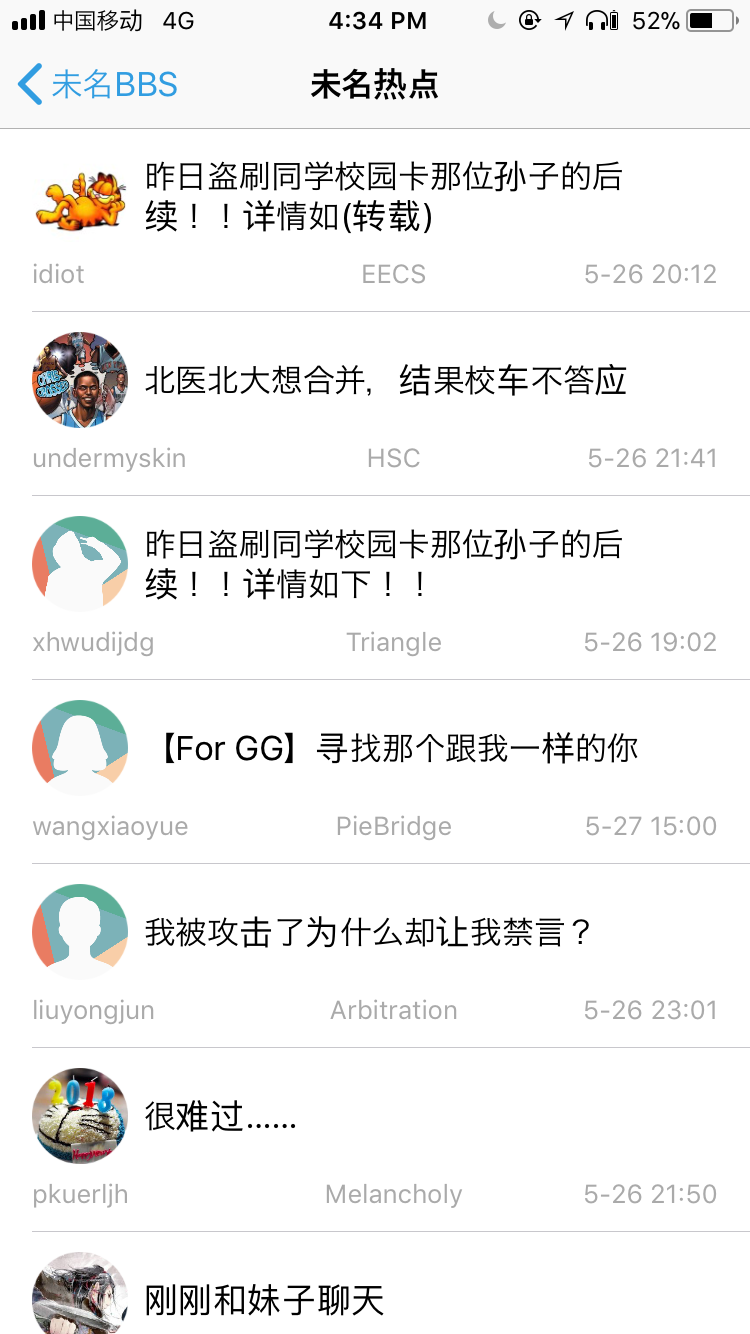 中国移动 4G 4:34 PM 52%
未名BBS 未名热点
昨日盗刷同学校园卡那位孙子的后
续！！详情如(转载)
idiot EECS 5-26 20:12
北医北大想合并，结果校车不答应
undermyskin HSC 5-26 21:41
昨日盗刷同学校园卡那位孙子的后
续！！详情如下！！
xhwudijdg Triangle 5-26 19:02
【For GG】寻找那个跟我一样的你
wangxiaoyue PieBridge 5-27 15:00
我被攻击了为什么却让我禁言？
liuyongjun Arbitration 5-26 23:01
2018
很难过......
pkuerljh Melancholy 5-26 21:50
刚刚和妹子聊天